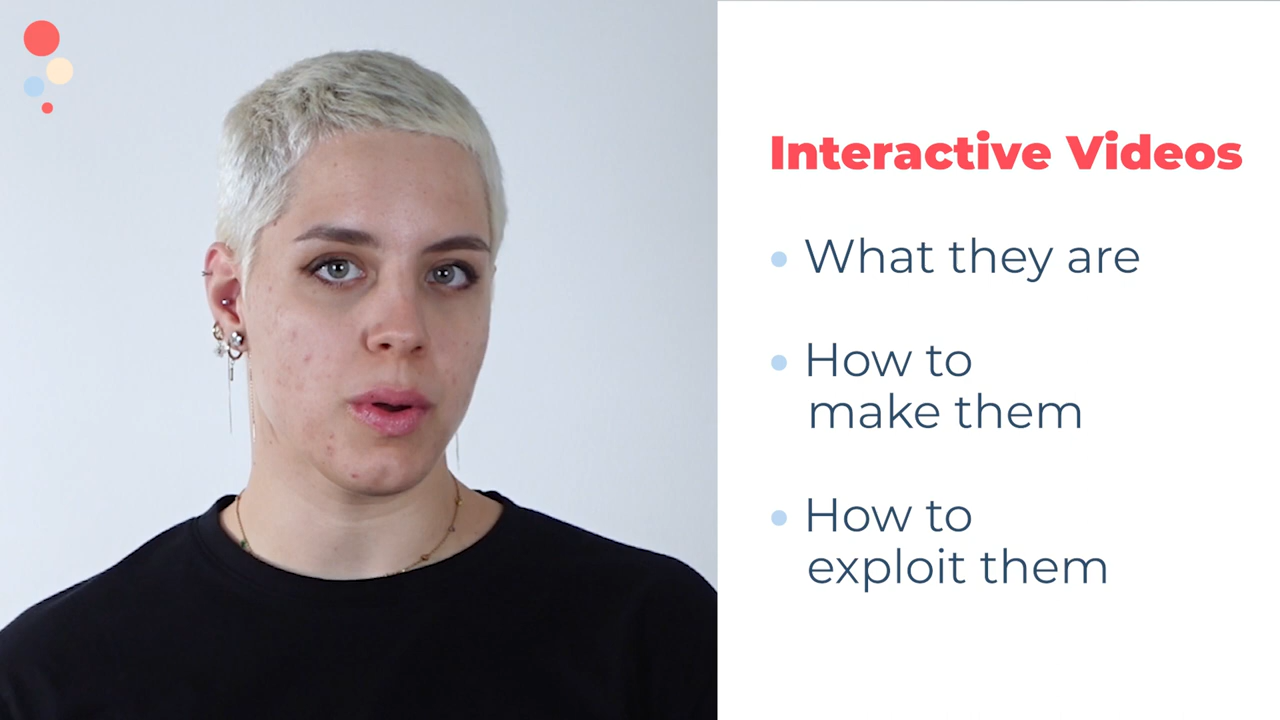 Interactive Videos
• What they are
• How to
make them
• How to
exploit them